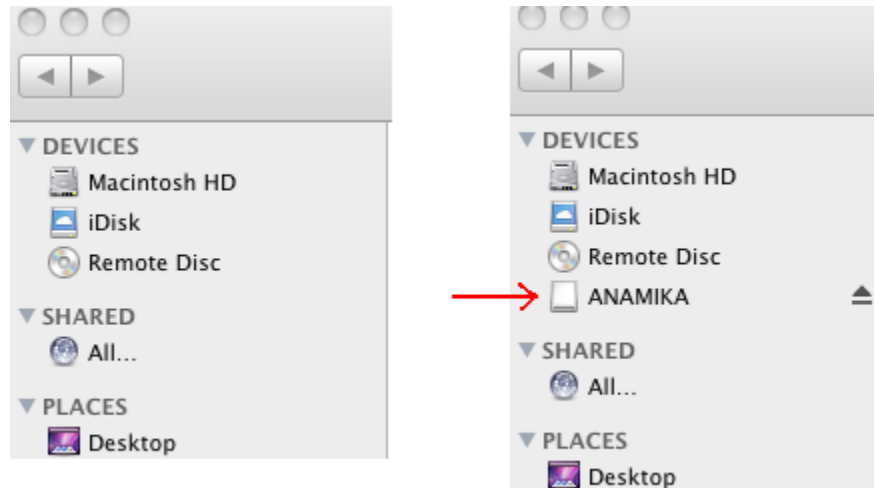 DEVICES
Macintosh HD
iDisk
Remote Disc
SHARED
All...
PLACES
Desktop
DEVICES
Macintosh HD
iDisk
Remote Disc
ANAMIKA
SHARED
All...
PLACES
Desktop